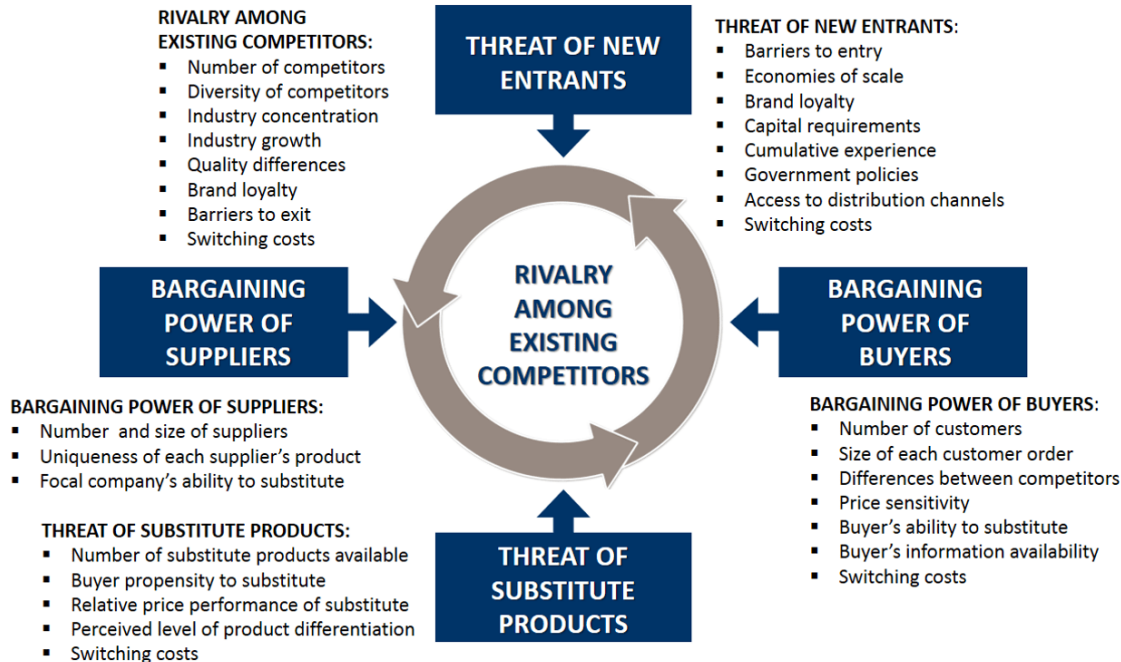 RIVALRY AMONG
EXISTING COMPETITORS:
▪ Number of competitors
▪ Diversity of competitors
▪ Industry concentration
▪ Industry growth
▪ Quality differences
▪ Brand loyalty
▪ Barriers to exit
▪ Switching costs
THREAT OF NEW
ENTRANTS
THREAT OF NEW ENTRANTS:
▪ Barriers to entry
▪ Economies of scale
▪ Brand loyalty
▪ Capital requirements
▪ Cumulative experience
▪ Government policies
▪ Access to distribution channels
▪ Switching costs
BARGAINING
POWER OF
SUPPLIERS
RIVALRY
AMONG
EXISTING
COMPETITORS
BARGAINING
POWER OF
BUYERS
BARGAINING POWER OF SUPPLIERS:
▪ Number and size of suppliers
▪ Uniqueness of each supplier’s product
▪ Focal company’s ability to substitute
BARGAINING POWER OF BUYERS:
▪ Number of customers
▪ Size of each customer order
▪ Differences between competitors
▪ Price sensitivity
▪ Buyer’s ability to substitute
▪ Buyer’s information availability
▪ Switching costs
THREAT OF SUBSTITUTE PRODUCTS:
▪ Number of substitute products available
▪ Buyer propensity to substitute
▪ Relative price performance of substitute
▪ Perceived level of product differentiation
▪ Switching costs
THREAT OF
SUBSTITUTE
PRODUCTS